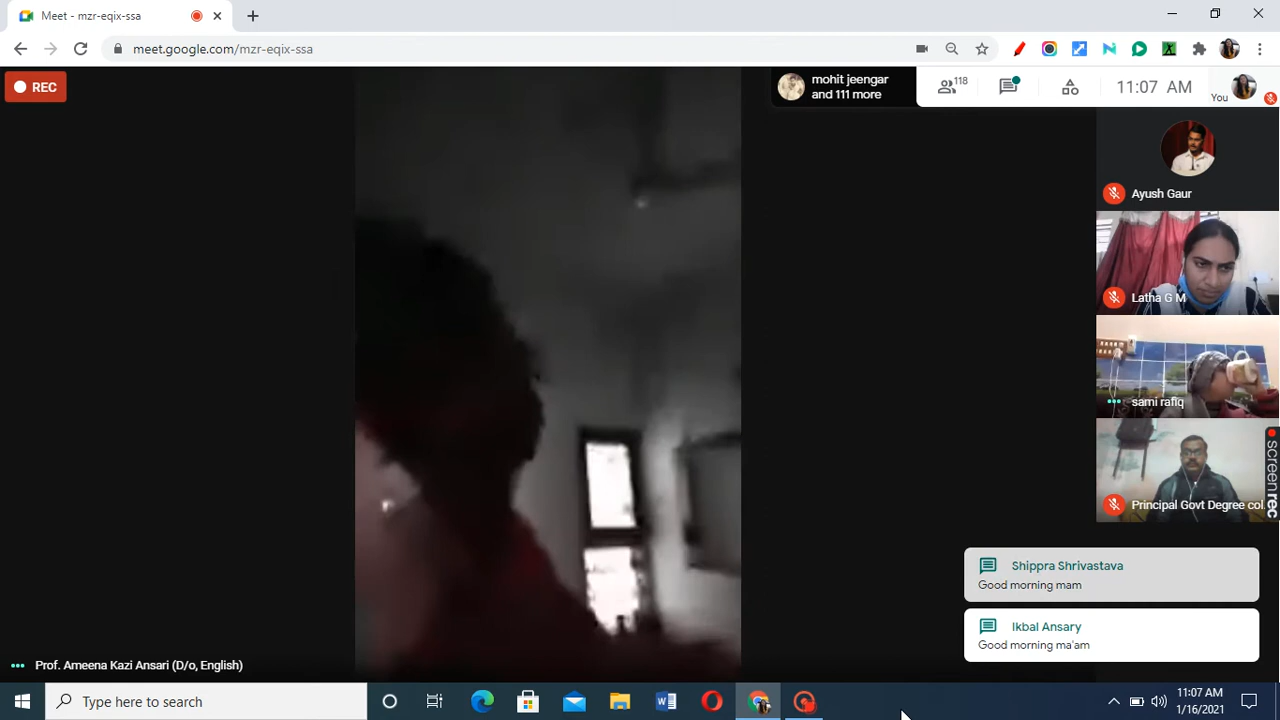 Meet - mzr-eqix-ssa
meet.google.com/mzr-eqix-ssa
REC
mohit jeengar
and 111 more
118
11:07 AM
You
Ayush Gaur
Latha G M
sami rafiq
Principal Govt Degree col
screenrec
Shippra Shrivastava
Good morning mam
Ikbal Ansary
Good morning ma'am
Prof. Ameena Kazi Ansari (D/o, English)
Type here to search
11:07 AM
1/16/2021